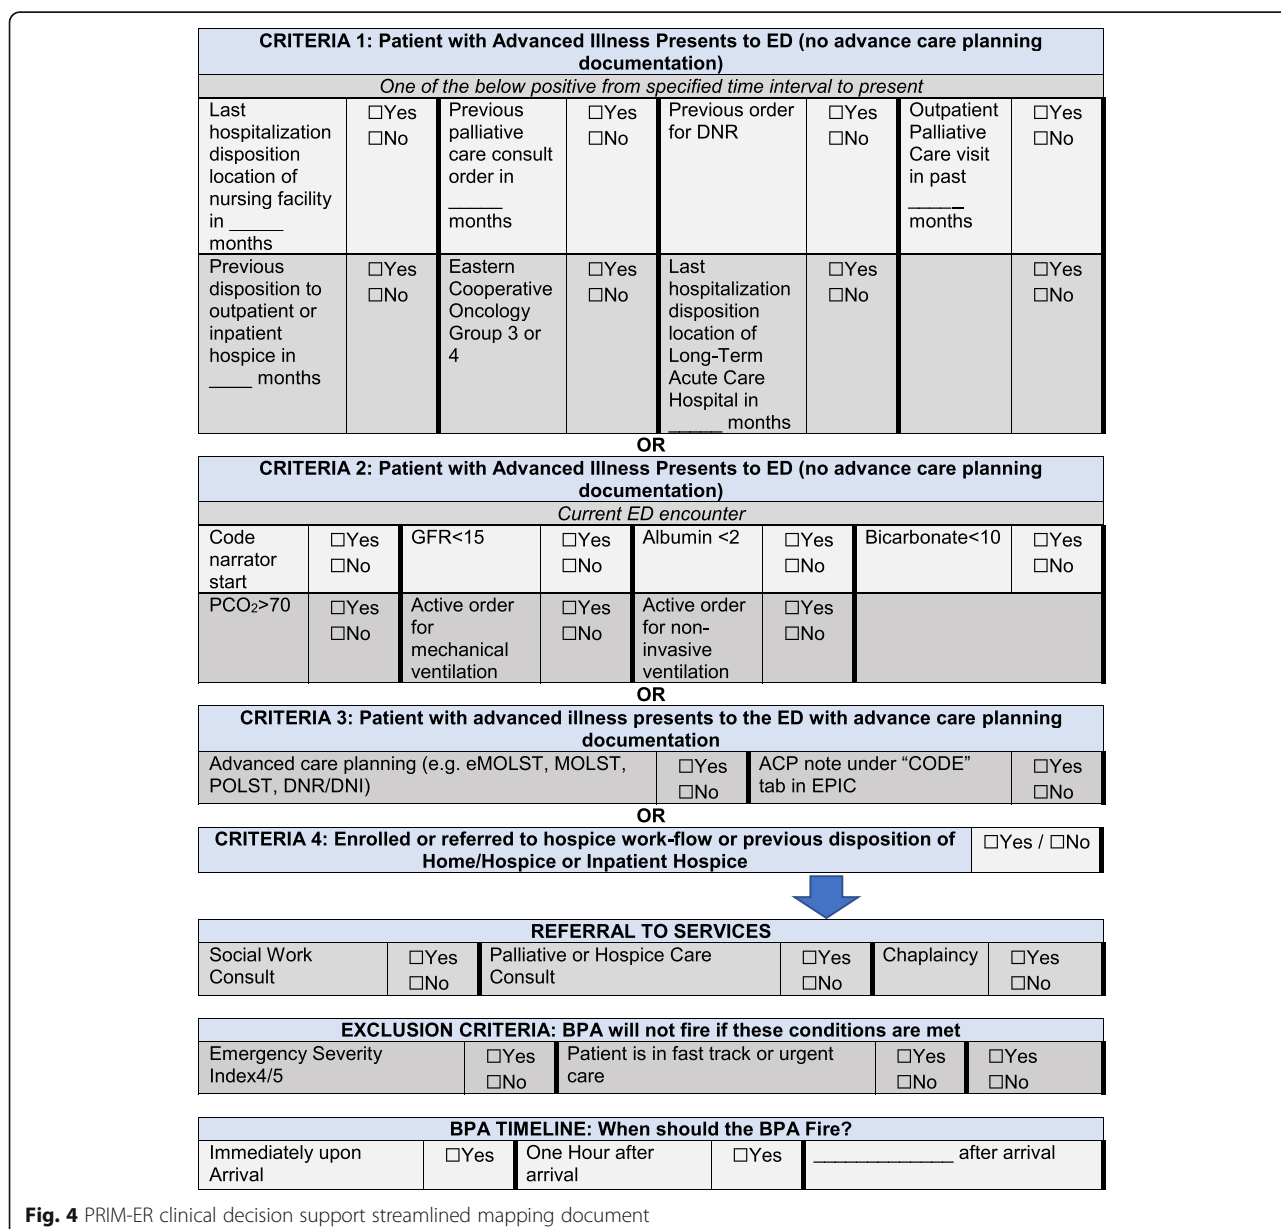 CRITERIA 1: Patient with Advanced Illness Presents to ED (no advance care planning
documentation)
One of the below positive from specified time interval to present
Last
hospitalization
disposition
location of
nursing facility
in _____
months
☐Yes
☐No
Previous
palliative
care consult
order in
_____
months
☐Yes
☐No
Previous order
for DNR
☐Yes
☐No
Outpatient
Palliative
Care visit
in past
_____
months
☐Yes
☐No
Previous
disposition to
outpatient or
inpatient
hospice in
____ months
☐Yes
☐No
Eastern
Cooperative
Oncology
Group 3 or
4
☐Yes
☐No
Last
hospitalization
disposition
location of
Long-Term
Acute Care
Hospital in
_____ months
☐Yes
☐No
☐Yes
☐No
OR
CRITERIA 2: Patient with Advanced Illness Presents to ED (no advance care planning
documentation)
Current ED encounter
Code
narrator
start
☐Yes
☐No
GFR<15
☐Yes
☐No
Albumin <2
☐Yes
☐No
Bicarbonate<10
☐Yes
☐No
PCO₂>70
☐Yes
☐No
Active order
for
mechanical
ventilation
☐Yes
☐No
Active order
for non-
invasive
ventilation
☐Yes
☐No
OR
CRITERIA 3: Patient with advanced illness presents to the ED with advance care planning
documentation
Advanced care planning (e.g. eMOLST, MOLST,
POLST, DNR/DNI)
☐Yes
☐No
ACP note under “CODE”
tab in EPIC
☐Yes
☐No
OR
CRITERIA 4: Enrolled or referred to hospice work-flow or previous disposition of
Home/Hospice or Inpatient Hospice
☐Yes / ☐No
REFERRAL TO SERVICES
Social Work
Consult
☐Yes
☐No
Palliative or Hospice Care
Consult
☐Yes
☐No
Chaplaincy
☐Yes
☐No
EXCLUSION CRITERIA: BPA will not fire if these conditions are met
Emergency Severity
Index4/5
☐Yes
☐No
Patient is in fast track or urgent
care
☐Yes
☐No
☐Yes
☐No
BPA TIMELINE: When should the BPA Fire?
Immediately upon
Arrival
☐Yes
One Hour after
arrival
☐Yes
_____________ after arrival
Fig. 4 PRIM-ER clinical decision support streamlined mapping document